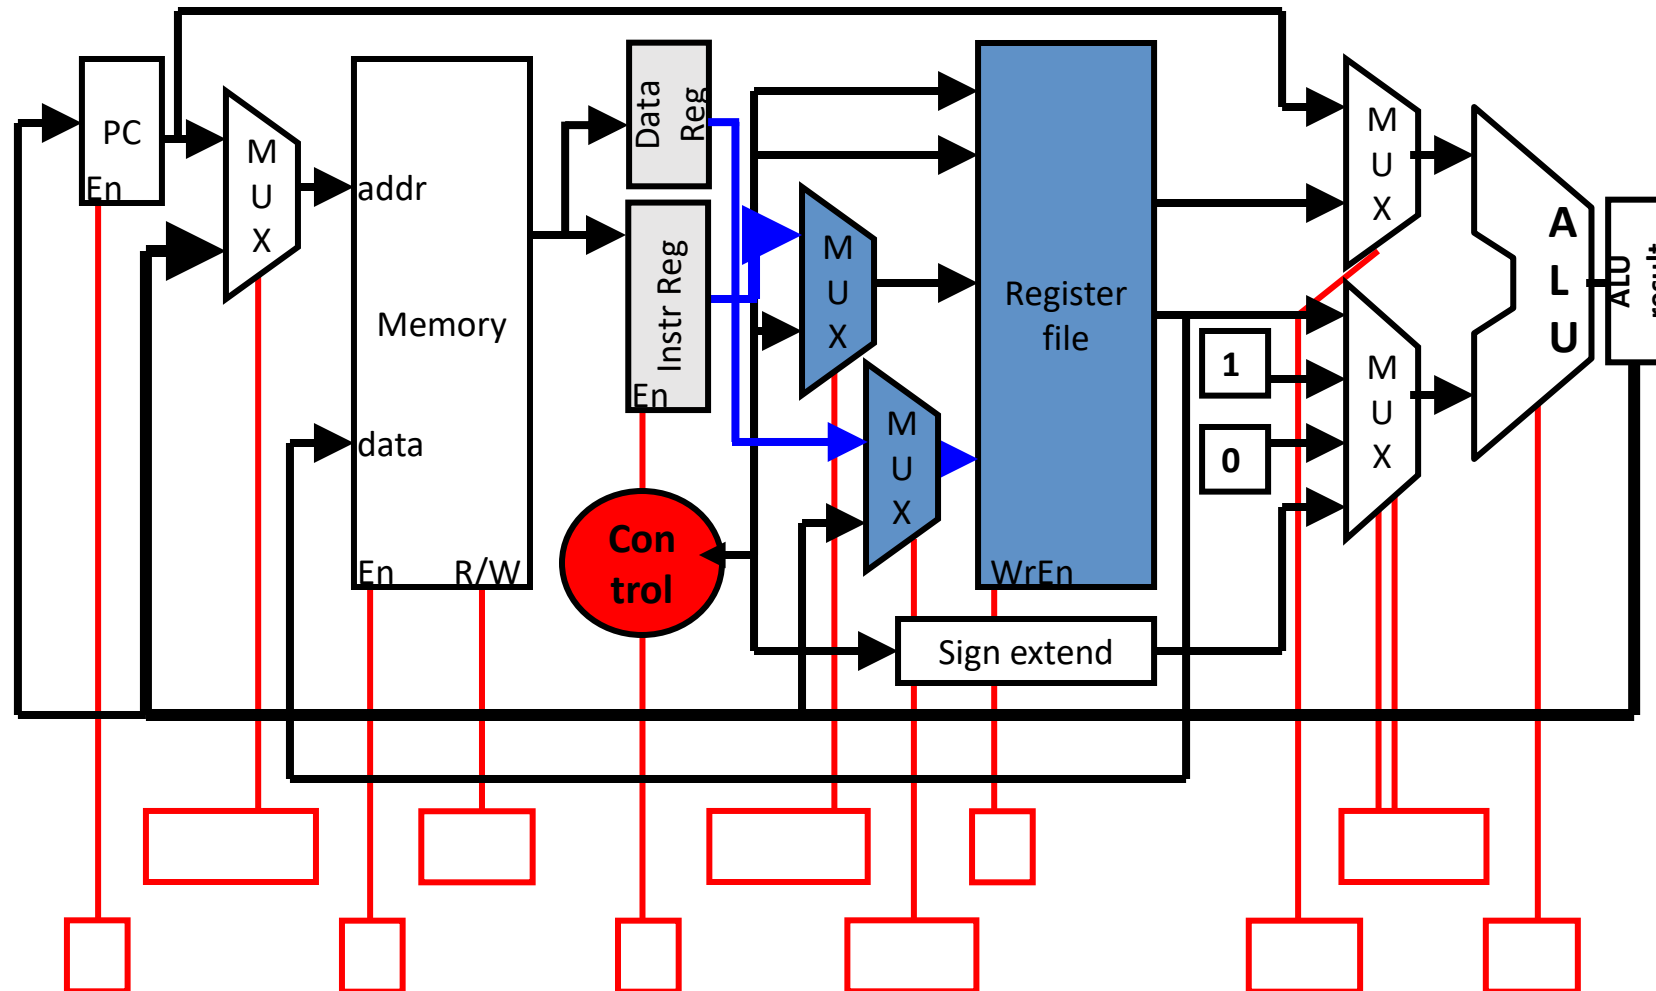 PC
En
M
U
X
addr
data
Memory
En
R/W
Data
Reg
Instr Reg
En
Con
trol
M
U
X
M
U
X
Register
file
WrEn
Sign extend
M
U
X
1
0
M
U
X
A
L
U
ALU
result